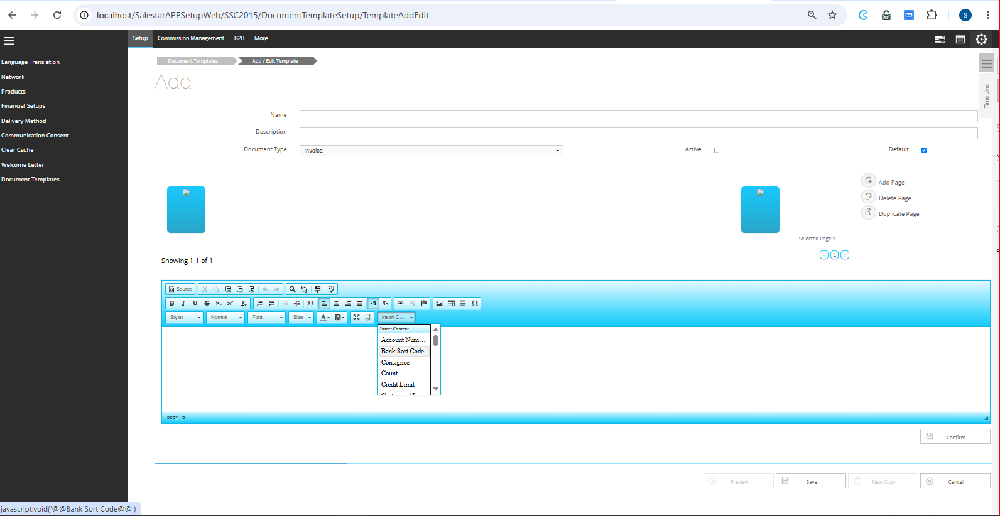 localhost/SalestarAPPSetupWeb/SSC2015/DocumentTemplateSetup/TemplateAddEdit
S
Setup Commission Management B2B More
Language Translation
Network
Products
Financial Setups
Delivery Method
Communication Consent
Clear Cache
Welcome Letter
Document Templates
Document Templates Add / Edit Template
Add
Time Line
Name
Description
Document Type Invoice Active Default
Add Page
Delete Page
Duplicate Page
Selected Page 1
< 1 >
Showing 1-1 of 1
Source
B I U S x₂ x² Tx
Styles Normal Font Size A A Insert C...
Insert Content
Account Num...
Bank Sort Code
Consignee
Count
Credit Limit
body p
Confirm
Preview Save New Copy Cancel
javascript:void('@@Bank Sort Code@@')